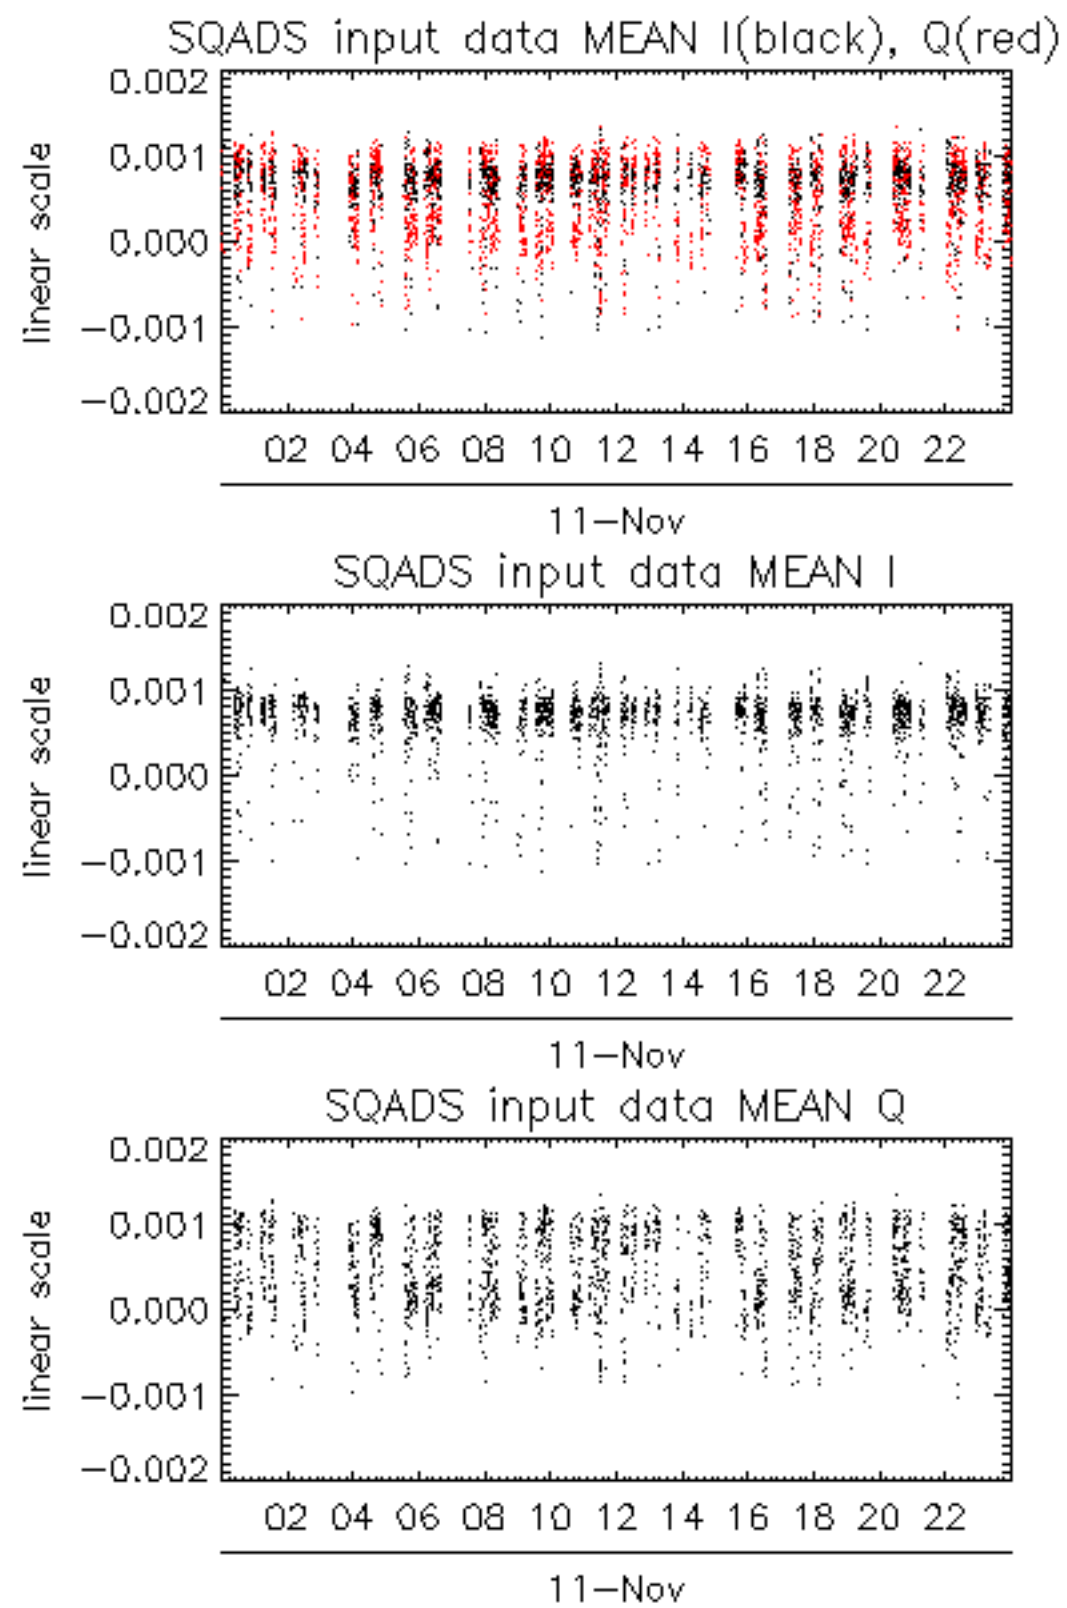 SQADS input data MEAN I(black), Q(red)
0.002
0.001
0.000
−0.001
−0.002
linear scale
02 04 06 08 10 12 14 16 18 20 22
11−Nov
SQADS input data MEAN I
0.002
0.001
0.000
−0.001
−0.002
linear scale
02 04 06 08 10 12 14 16 18 20 22
11−Nov
SQADS input data MEAN Q
0.002
0.001
0.000
−0.001
−0.002
linear scale
02 04 06 08 10 12 14 16 18 20 22
11−Nov